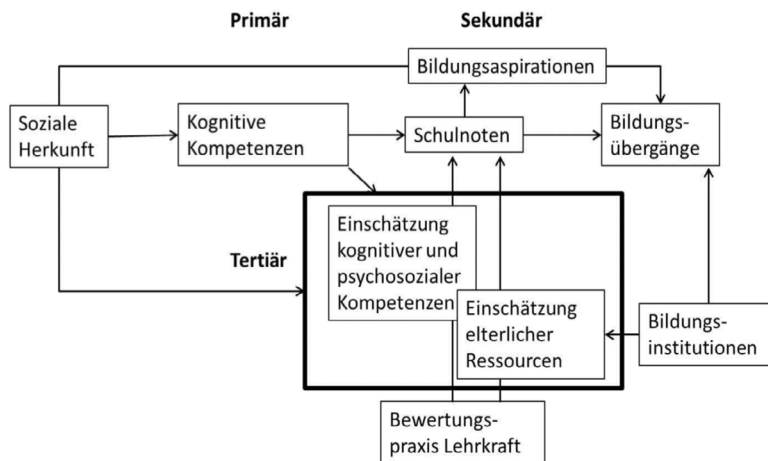 Primär
Sekundär
Bildungsaspirationen
Soziale
Herkunft
Kognitive
Kompetenzen
Schulnoten
Bildungs-
übergänge
Tertiär
Einschätzung
kognitiver und
psychosozialer
Kompetenzen
Einschätzung
elterlicher
Ressourcen
Bildungs-
institutionen
Bewertungs-
praxis Lehrkraft